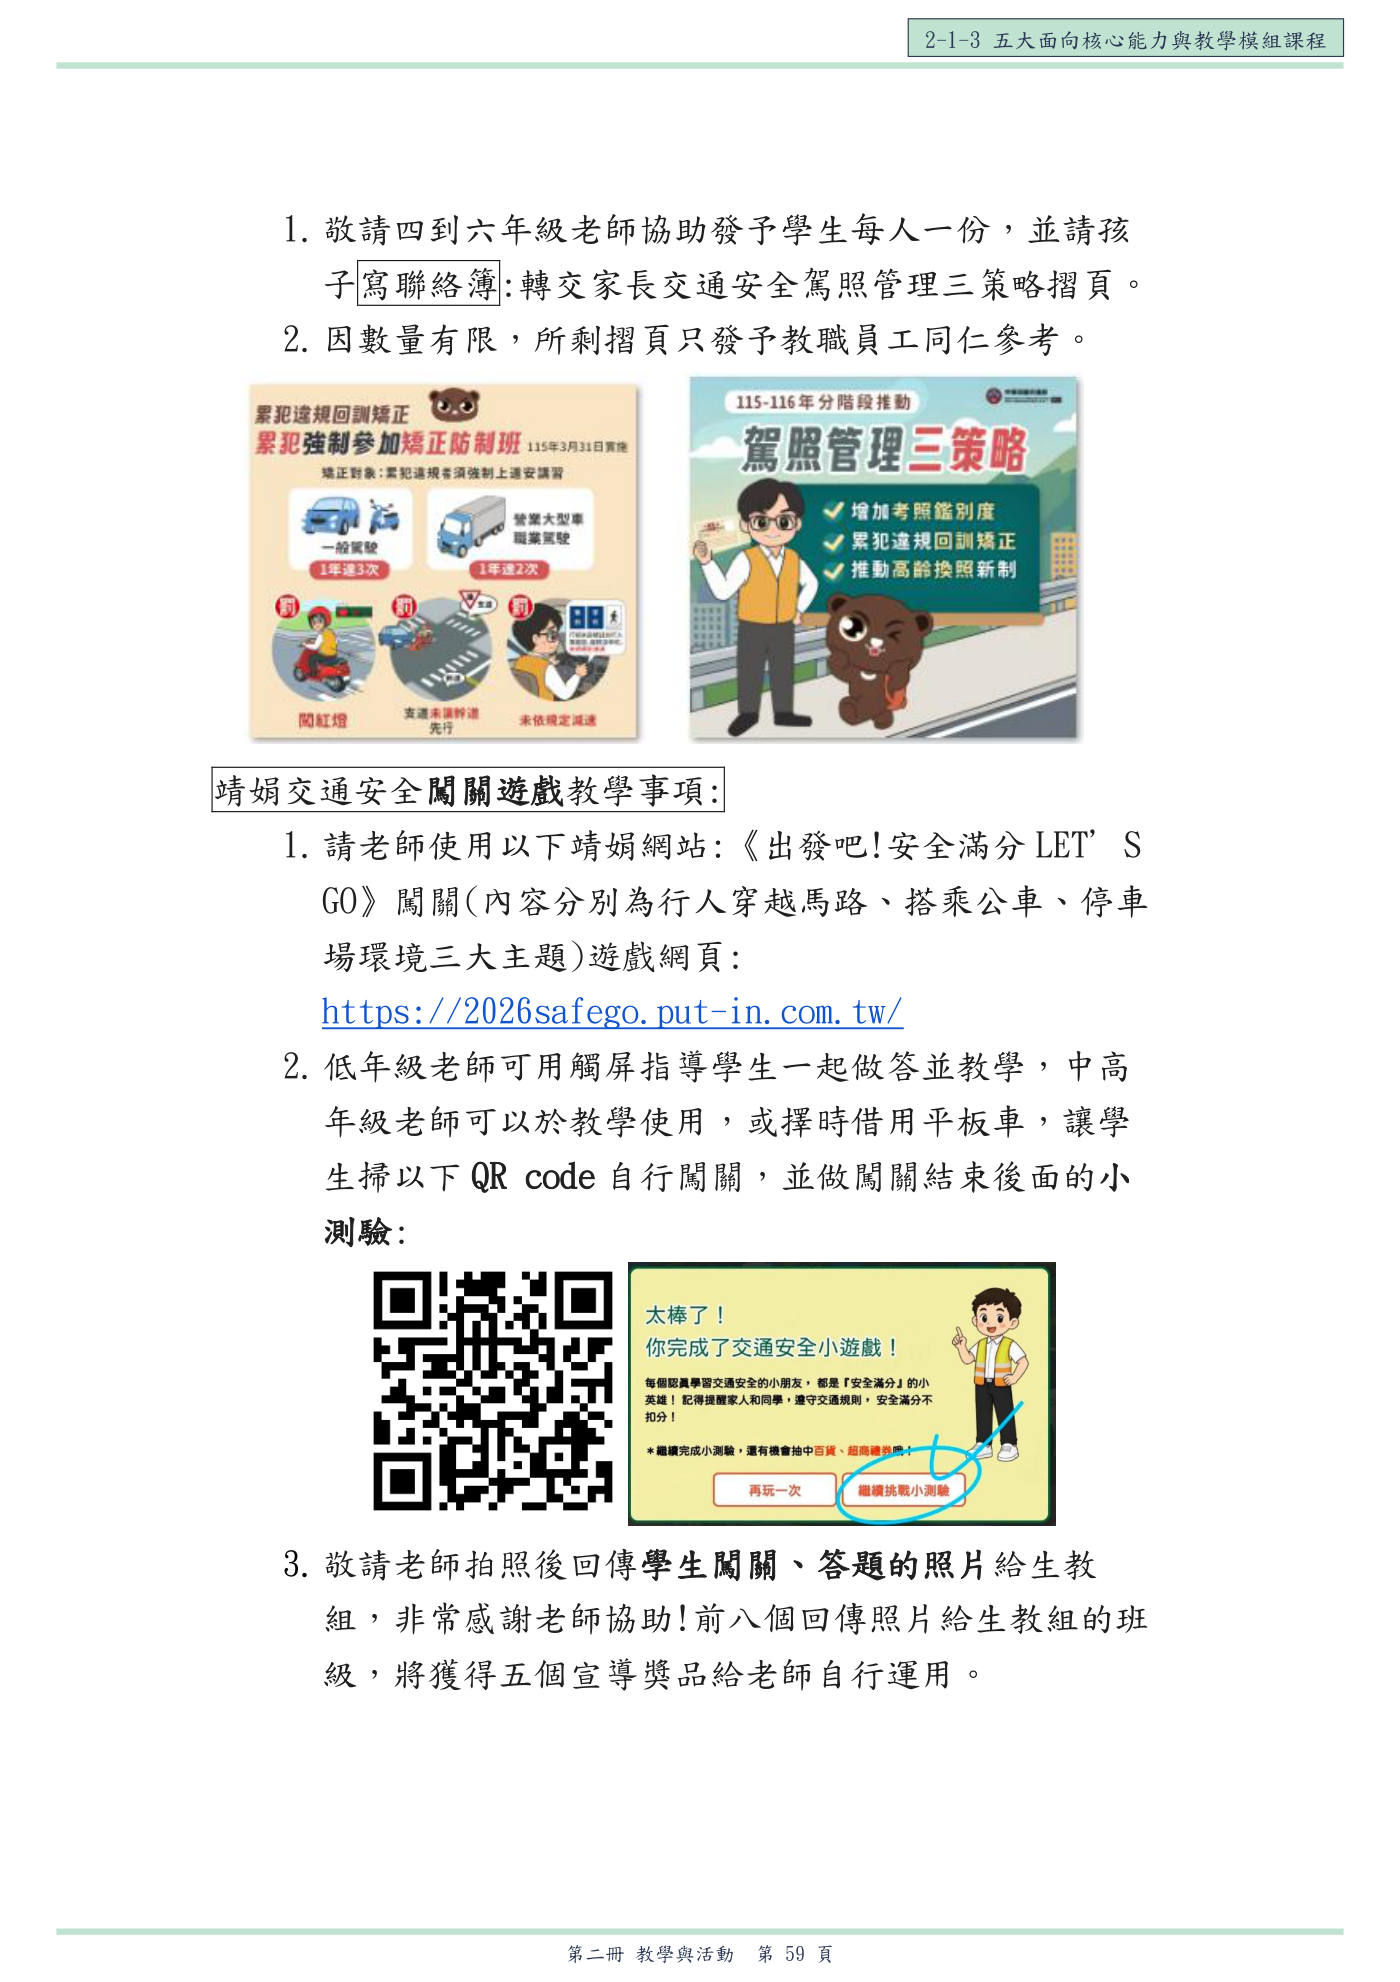 2-1-3 五大面向核心能力與教學模組課程
1. 敬請四到六年級老師協助發予學生每人一份，並請孩
子寫聯絡簿:轉交家長交通安全駕照管理三策略摺頁。
2. 因數量有限，所剩摺頁只發予教職員工同仁參考。
累犯違規回訓矯正
累犯強制參加矯正防制班 115年3月31日實施
矯正對象：累犯違規者須強制上道安講習
一般駕駛
1年達3次
營業大型車
職業駕駛
1年達2次
罰
罰
罰
闖紅燈
支道未讓幹道
先行
未依規定減速
115-116年分階段推動
駕照管理三策略
增加考照鑑別度
累犯違規回訓矯正
推動高齡換照新制
靖娟交通安全闖關遊戲教學事項:
1. 請老師使用以下靖娟網站:《出發吧!安全滿分 LET’S
GO》闖關(內容分別為行人穿越馬路、搭乘公車、停車
場環境三大主題)遊戲網頁:
https://2026safego.put-in.com.tw/
2. 低年級老師可用觸屏指導學生一起做答並教學，中高
年級老師可以於教學使用，或擇時借用平板車，讓學
生掃以下 QR code 自行闖關，並做闖關結束後面的小
測驗:
太棒了！
你完成了交通安全小遊戲！
每個認真學習交通安全的小朋友，都是『安全滿分』的小
英雄！記得提醒家人和同學，遵守交通規則，安全滿分不
扣分！
＊繼續完成小測驗，還有機會抽中百貨、超商禮券哦！
再玩一次
繼續挑戰小測驗
3. 敬請老師拍照後回傳學生闖關、答題的照片給生教
組，非常感謝老師協助!前八個回傳照片給生教組的班
級，將獲得五個宣導獎品給老師自行運用。
第二冊 教學與活動 第 59 頁